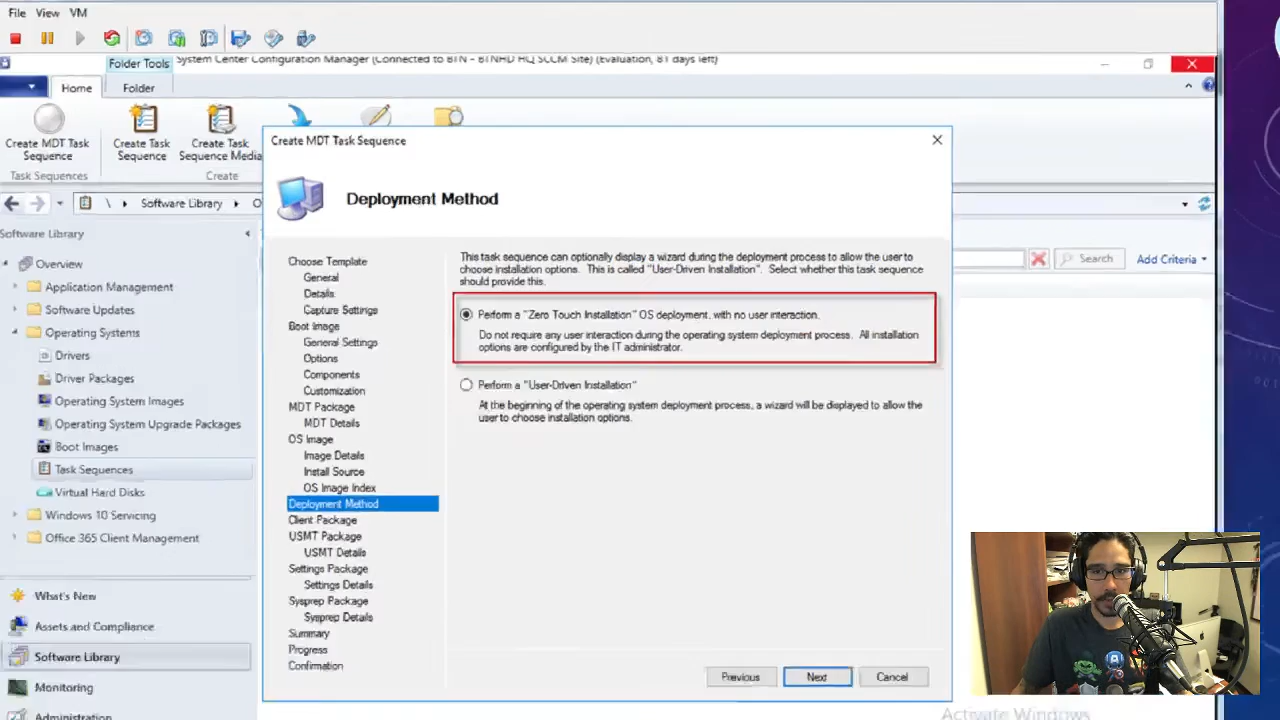 File View VM
Folder Tools
System Center Configuration Manager (Connected to BTN - BTNHD HQ SCCM Site) (Evaluation, 81 days left)
Home
Folder
Create MDT Task
Sequence
Create Task
Sequence
Create Task
Sequence Media
Task Sequences
Create
\ Software Library
Software Library
Search
Add Criteria
Overview
Application Management
Software Updates
Operating Systems
Drivers
Driver Packages
Operating System Images
Operating System Upgrade Packages
Boot Images
Task Sequences
Virtual Hard Disks
Windows 10 Servicing
Office 365 Client Management
What's New
Assets and Compliance
Software Library
Monitoring
Administration
Create MDT Task Sequence
Deployment Method
Choose Template
General
Details
Capture Settings
Boot Image
General Settings
Options
Components
Customization
MDT Package
MDT Details
OS Image
Image Details
Install Source
OS Image Index
Deployment Method
Client Package
USMT Package
USMT Details
Settings Package
Settings Details
Sysprep Package
Sysprep Details
Summary
Progress
Confirmation
This task sequence can optionally display a wizard during the deployment process to allow the user to
choose installation options. This is called "User-Driven Installation". Select whether this task sequence
should provide this.
Perform a "Zero Touch Installation" OS deployment, with no user interaction.
Do not require any user interaction during the operating system deployment process. All installation
options are configured by the IT administrator.
Perform a "User-Driven Installation"
At the beginning of the operating system deployment process, a wizard will be displayed to allow the
user to choose installation options.
Previous
Next
Cancel
Activate Windows